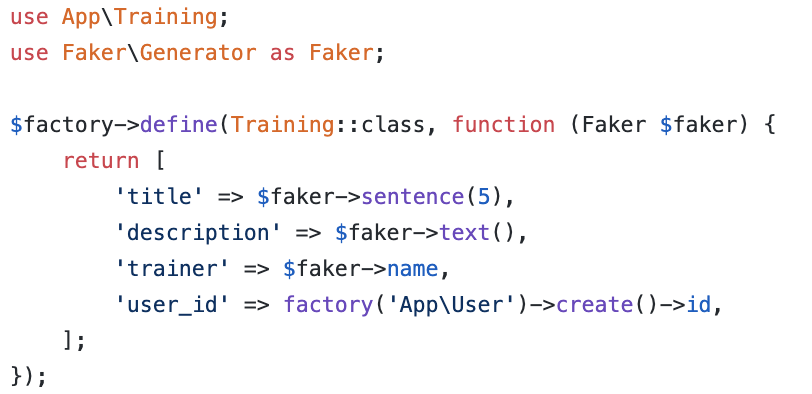 use App\Training;
use Faker\Generator as Faker;

$factory->define(Training::class, function (Faker $faker) {
    return [
        'title' => $faker->sentence(5),
        'description' => $faker->text(),
        'trainer' => $faker->name,
        'user_id' => factory('App\User')->create()->id,
    ];
});